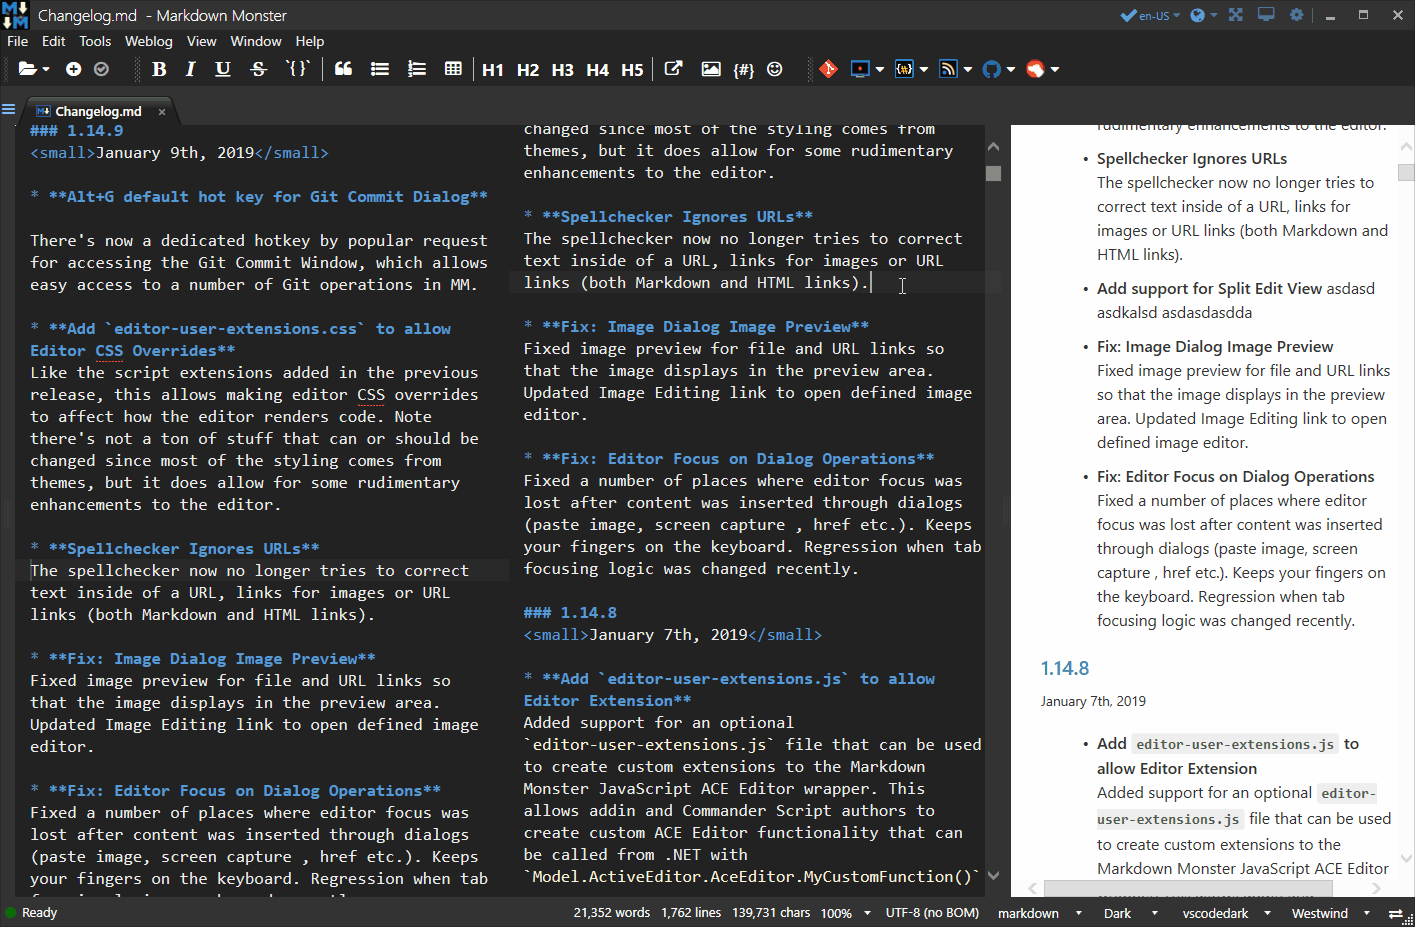 Changelog.md - Markdown Monster
en-US
File Edit Tools Weblog View Window Help
B I U S `{}` H1 H2 H3 H4 H5 {#} {#}
Changelog.md ×
### 1.14.9
<small>January 9th, 2019</small>
* **Alt+G default hot key for Git Commit Dialog**
There's now a dedicated hotkey by popular request
for accessing the Git Commit Window, which allows
easy access to a number of Git operations in MM.
* **Add `editor-user-extensions.css` to allow
Editor CSS Overrides**
Like the script extensions added in the previous
release, this allows making editor CSS overrides
to affect how the editor renders code. Note
there's not a ton of stuff that can or should be
changed since most of the styling comes from
themes, but it does allow for some rudimentary
enhancements to the editor.
* **Spellchecker Ignores URLs**
The spellchecker now no longer tries to correct
text inside of a URL, links for images or URL
links (both Markdown and HTML links).
* **Fix: Image Dialog Image Preview**
Fixed image preview for file and URL links so
that the image displays in the preview area.
Updated Image Editing link to open defined image
editor.
* **Fix: Editor Focus on Dialog Operations**
Fixed a number of places where editor focus was
lost after content was inserted through dialogs
(paste image, screen capture , href etc.). Keeps
your fingers on the keyboard. Regression when tab
changed since most of the styling comes from
themes, but it does allow for some rudimentary
enhancements to the editor.
* **Spellchecker Ignores URLs**
The spellchecker now no longer tries to correct
text inside of a URL, links for images or URL
links (both Markdown and HTML links).
* **Fix: Image Dialog Image Preview**
Fixed image preview for file and URL links so
that the image displays in the preview area.
Updated Image Editing link to open defined image
editor.
* **Fix: Editor Focus on Dialog Operations**
Fixed a number of places where editor focus was
lost after content was inserted through dialogs
(paste image, screen capture , href etc.). Keeps
your fingers on the keyboard. Regression when tab
focusing logic was changed recently.
### 1.14.8
<small>January 7th, 2019</small>
* **Add `editor-user-extensions.js` to allow
Editor Extension**
Added support for an optional
`editor-user-extensions.js` file that can be used
to create custom extensions to the Markdown
Monster JavaScript ACE Editor wrapper. This
allows addin and Commander Script authors to
create custom ACE Editor functionality that can
be called from .NET with
`Model.ActiveEditor.AceEditor.MyCustomFunction()`
rudimentary enhancements to the editor.
• Spellchecker Ignores URLs
The spellchecker now no longer tries to
correct text inside of a URL, links for
images or URL links (both Markdown and
HTML links).
• Add support for Split Edit View asdasd
asdkalsd asdasdasdda
• Fix: Image Dialog Image Preview
Fixed image preview for file and URL links
so that the image displays in the preview
area. Updated Image Editing link to open
defined image editor.
• Fix: Editor Focus on Dialog Operations
Fixed a number of places where editor
focus was lost after content was inserted
through dialogs (paste image, screen
capture , href etc.). Keeps your fingers on
the keyboard. Regression when tab
focusing logic was changed recently.
1.14.8
January 7th, 2019
• Add editor-user-extensions.js to
allow Editor Extension
Added support for an optional editor-
user-extensions.js file that can be used
to create custom extensions to the
Markdown Monster JavaScript ACE Editor
Ready 21,352 words 1,762 lines 139,731 chars 100% UTF-8 (no BOM) markdown Dark vscodedark Westwind